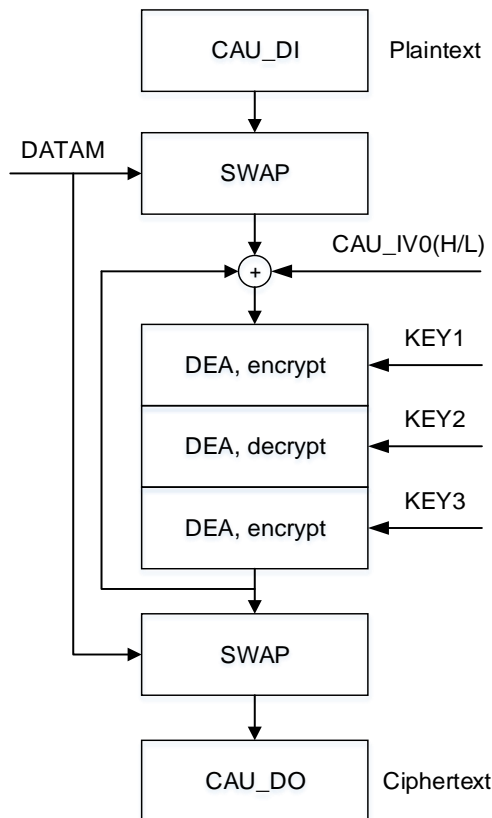 CAU_DI Plaintext
DATAM
SWAP
CAU_IV0(H/L)
+
KEY1
DEA, encrypt
KEY2
DEA, decrypt
KEY3
DEA, encrypt
SWAP
CAU_DO Ciphertext